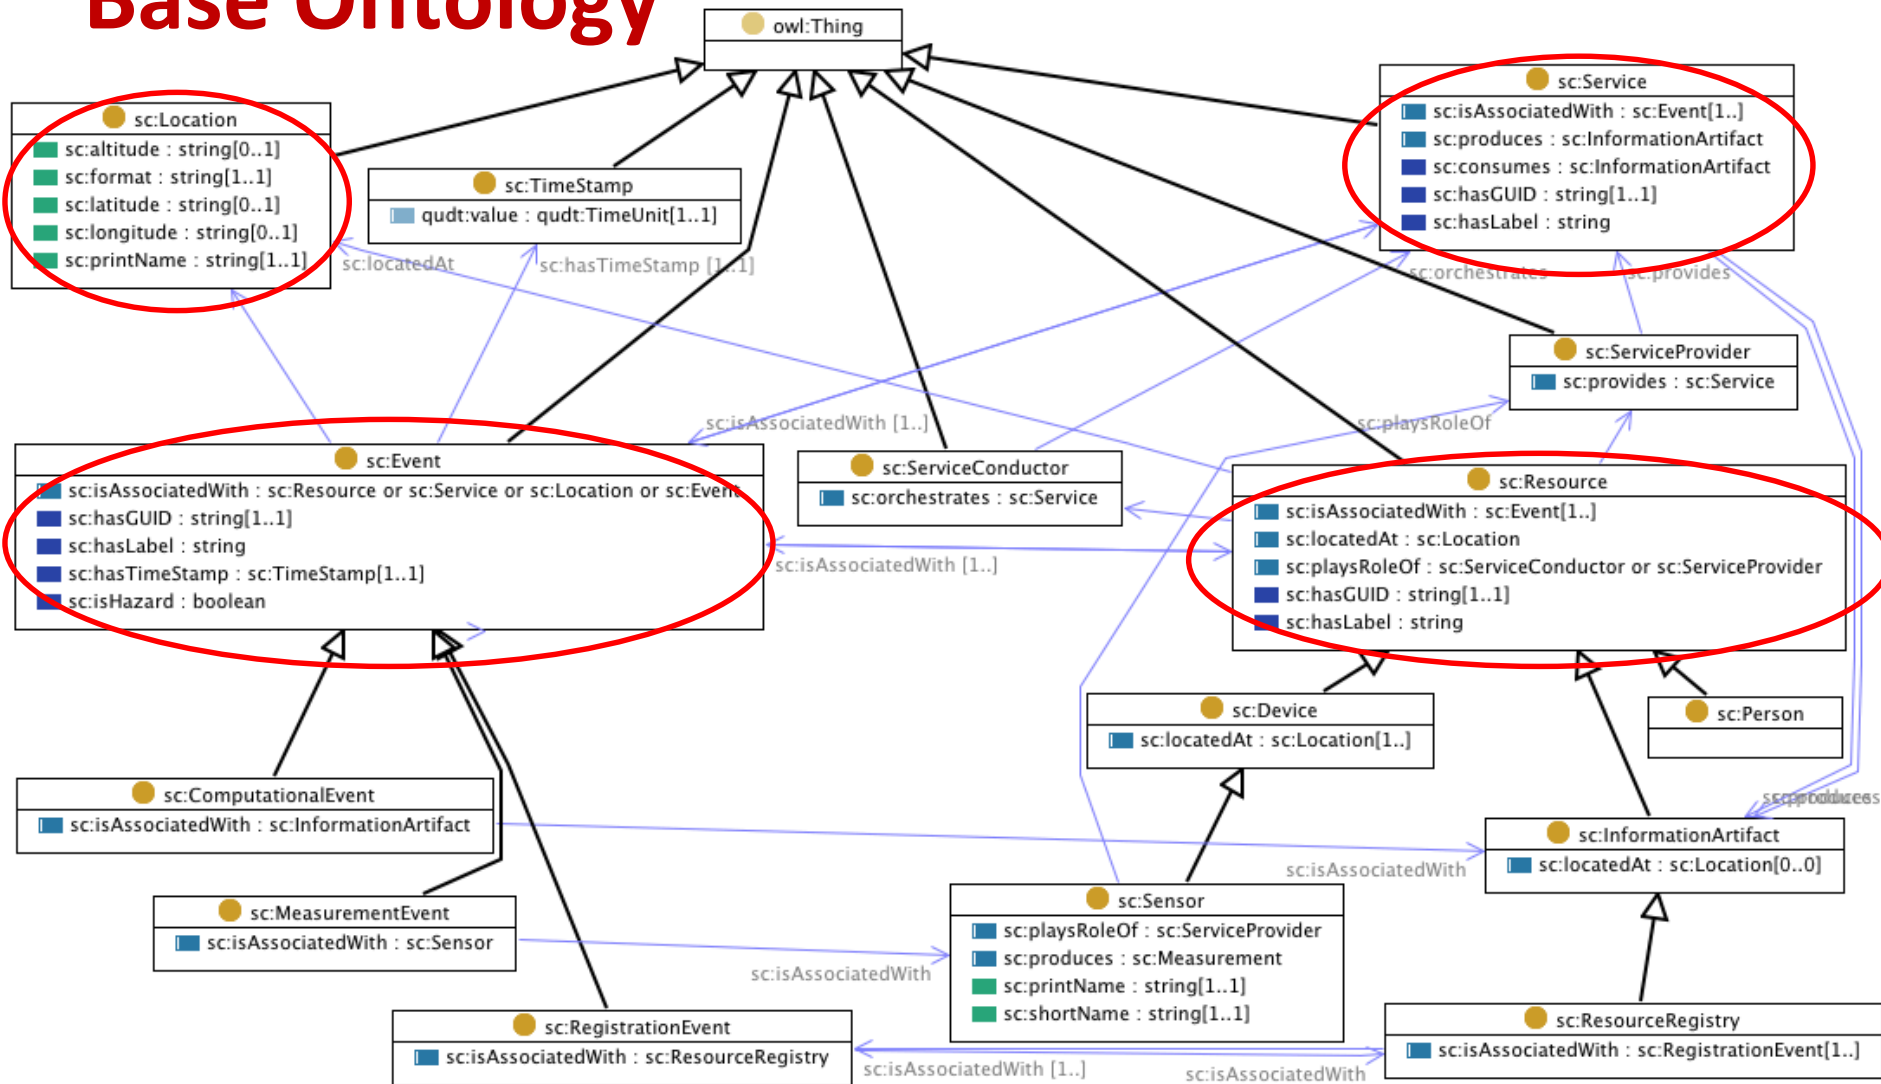 Base Ontology
owl:Thing
sc:Service
sc:isAssociatedWith : sc:Event[1..]
sc:produces : sc:InformationArtifact
sc:consumes : sc:InformationArtifact
sc:hasGUID : string[1..1]
sc:hasLabel : string
sc:Location
sc:altitude : string[0..1]
sc:format : string[1..1]
sc:latitude : string[0..1]
sc:longitude : string[0..1]
sc:printName : string[1..1]
sc:TimeStamp
qudt:value : qudt:TimeUnit[1..1]
sc:locatedAt
sc:hasTimeStamp [1..1]
sc:orchestrates
sc:provides
sc:ServiceProvider
sc:provides : sc:Service
sc:isAssociatedWith [1..]
sc:playsRoleOf
sc:Event
sc:isAssociatedWith : sc:Resource or sc:Service or sc:Location or sc:Event
sc:hasGUID : string[1..1]
sc:hasLabel : string
sc:hasTimeStamp : sc:TimeStamp[1..1]
sc:isHazard : boolean
sc:ServiceConductor
sc:orchestrates : sc:Service
sc:Resource
sc:isAssociatedWith : sc:Event[1..]
sc:locatedAt : sc:Location
sc:playsRoleOf : sc:ServiceConductor or sc:ServiceProvider
sc:hasGUID : string[1..1]
sc:hasLabel : string
sc:isAssociatedWith [1..]
sc:Device
sc:locatedAt : sc:Location[1..]
sc:Person
sc:ComputationalEvent
sc:isAssociatedWith : sc:InformationArtifact
sc:InformationArtifact
sc:locatedAt : sc:Location[0..0]
sc:isAssociatedWith
sc:MeasurementEvent
sc:isAssociatedWith : sc:Sensor
sc:Sensor
sc:playsRoleOf : sc:ServiceProvider
sc:produces : sc:Measurement
sc:printName : string[1..1]
sc:shortName : string[1..1]
sc:isAssociatedWith
sc:RegistrationEvent
sc:isAssociatedWith : sc:ResourceRegistry
sc:ResourceRegistry
sc:isAssociatedWith : sc:RegistrationEvent[1..]
sc:isAssociatedWith [1..]
sc:isAssociatedWith